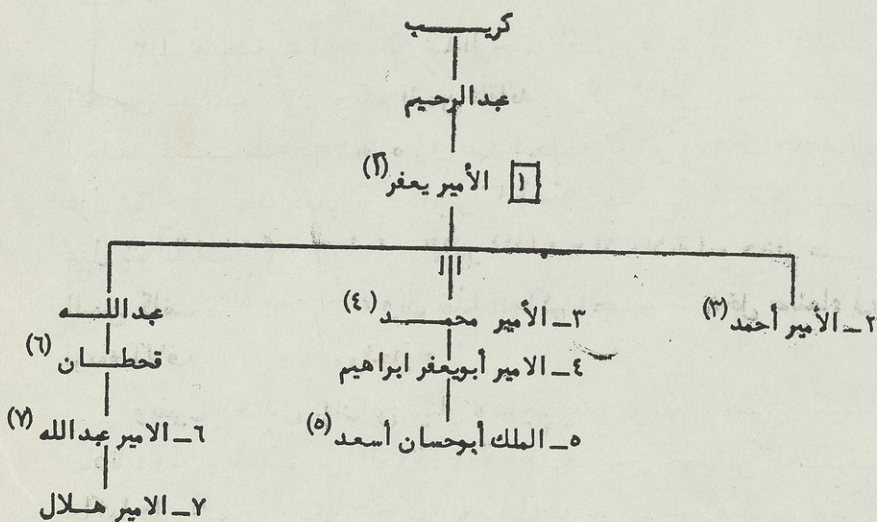 كريب
عبدالرحيم
١ الأمير يعفر (أ)
٢ـ الأمير أحمد (٣)
٣ـ الأمير محمد (٤)
عبدالله
٤ـ الامير أبويعفر ابراهيم
قحطان (٦)
٥ـ الملك أبوحسان أسعد (٥)
٦ـ الامير عبدالله (٧)
٧ـ الامير هلال